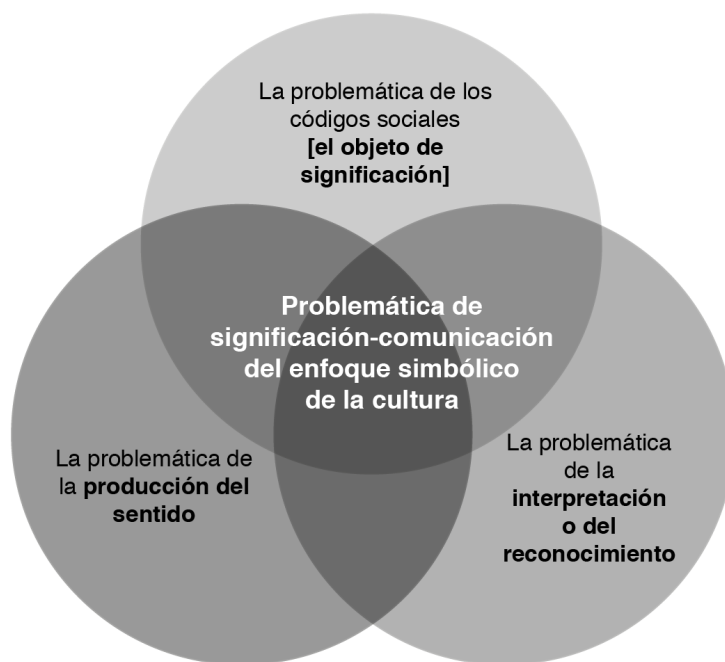 La problemática de los
códigos sociales
[el objeto de
significación]
Problemática de
significación-comunicación
del enfoque simbólico
de la cultura
La problemática de
la producción del
sentido
La problemática
de la
interpretación
o del
reconocimiento